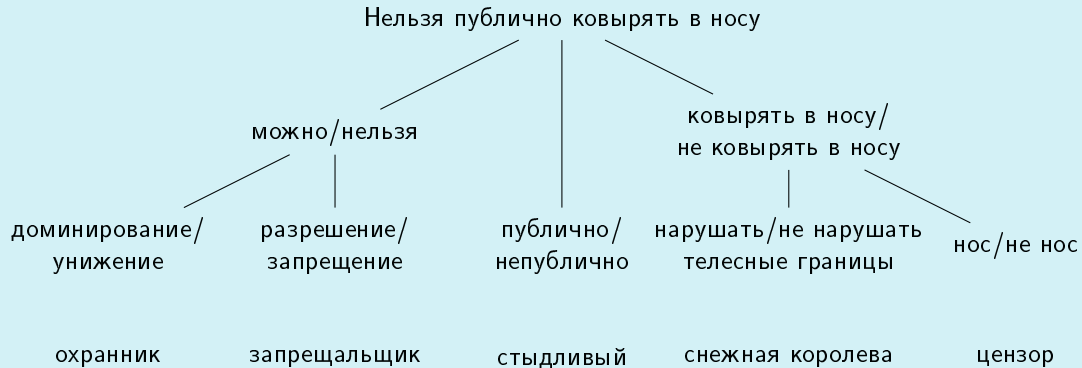 Нельзя публично ковырять в носу
можно/нельзя
ковырять в носу/
не ковырять в носу
доминирование/
унижение
разрешение/
запрещение
публично/
непублично
нарушать/не нарушать
телесные границы
нос/не нос
охранник
запрещальщик
стыдливый
снежная королева
цензор